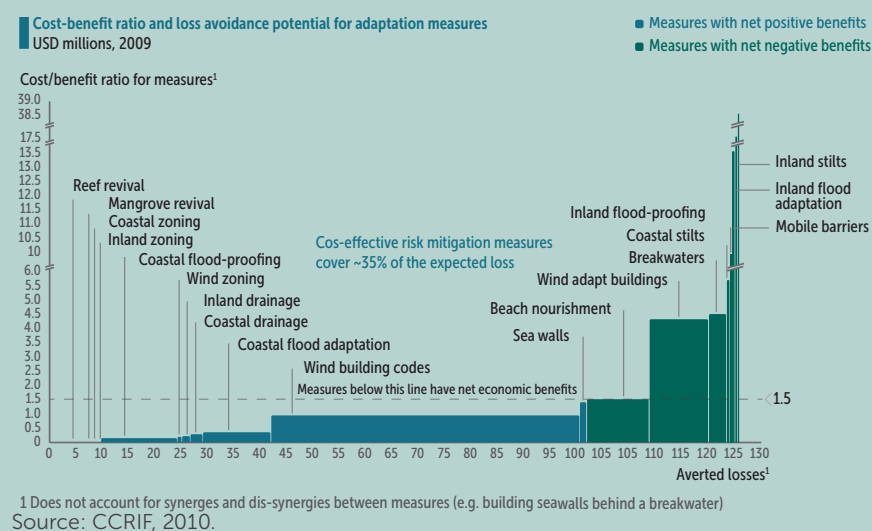 Cost-benefit ratio and loss avoidance potential for adaptation measures
USD millions, 2009
Measures with net positive benefits
Measures with net negative benefits
Cost/benefit ratio for measures¹
39.0
38.5
17.5
13.5
13.0
12.5
12.0
11.5
11.0
10.5
10
6.0
5.5
5.0
4.5
4.0
3.5
3.0
2.5
2.0
1.5
1.0
0.5
0
Reef revival
Mangrove revival
Coastal zoning
Inland zoning
Coastal flood-proofing
Wind zoning
Inland drainage
Coastal drainage
Coastal flood adaptation
Wind building codes
Cos-effective risk mitigation measures
cover ~35% of the expected loss
Measures below this line have net economic benefits
Sea walls
Beach nourishment
Wind adapt buildings
Breakwaters
Coastal stilts
Inland flood-proofing
Inland stilts
Inland flood
adaptation
Mobile barriers
1.5
0 5 10 15 20 25 30 35 40 45 50 55 60 65 70 75 80 85 90 95 100 105 105 110 115 120 125 130
Averted losses¹
1 Does not account for synerges and dis-synergies between measures (e.g. building seawalls behind a breakwater)
Source: CCRIF, 2010.